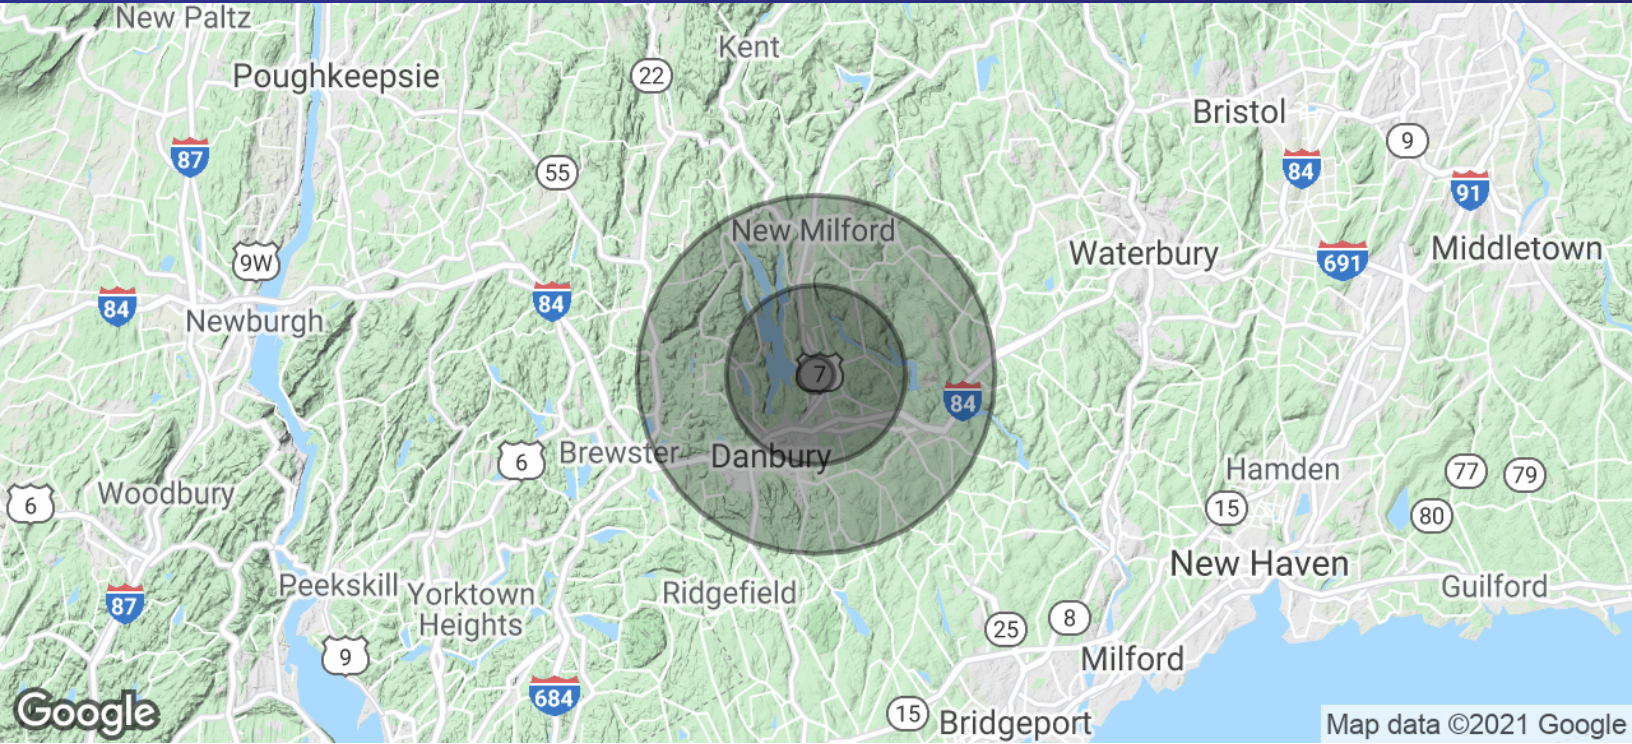 New Paltz
Kent
Poughkeepsie
22
Bristol
9
87
55
84
91
New Milford
9W
Waterbury
691
Middletown
84
84
Newburgh
7
84
6
Brewster
Danbury
Hamden
77
79
6
Woodbury
15
80
New Haven
Peekskill
Yorktown
Heights
Ridgefield
Guilford
87
25
8
9
Milford
684
15
Bridgeport
Google
Map data ©2021 Google